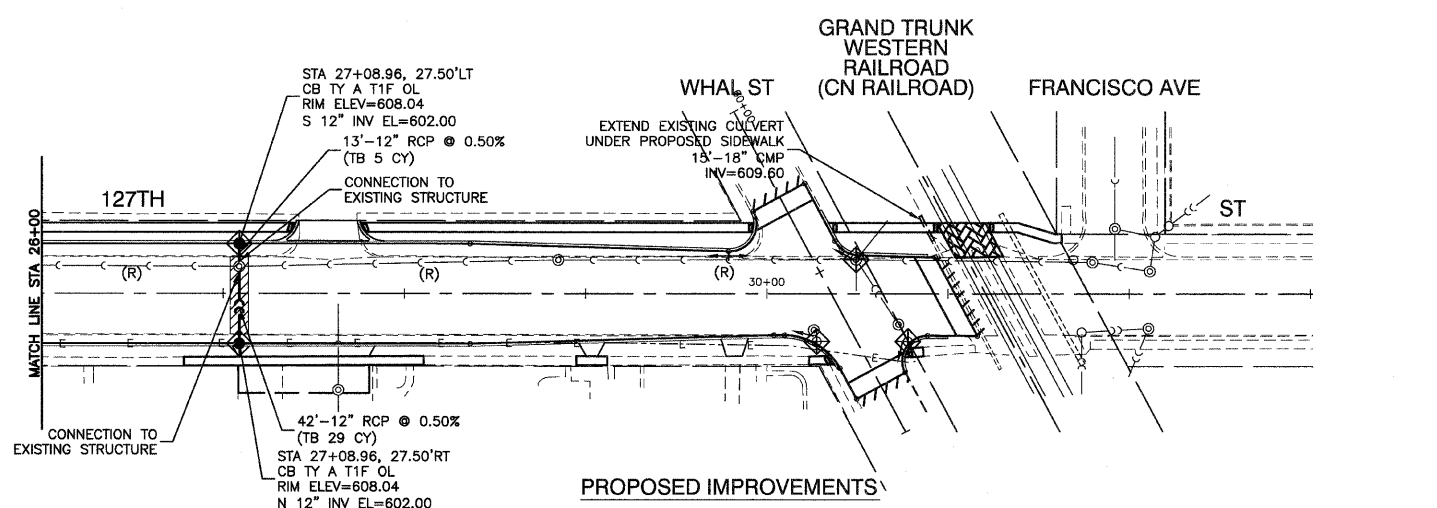 GRAND TRUNK
WESTERN
RAILROAD
(CN RAILROAD)
WHAL ST
FRANCISCO AVE
STA 27+08.96, 27.50'LT
CB TY A T1F OL
RIM ELEV=608.04
S 12" INV EL=602.00
13'-12" RCP @ 0.50%
(TB 5 CY)
CONNECTION TO
EXISTING STRUCTURE
EXTEND EXISTING CULVERT
UNDER PROPOSED SIDEWALK
15'-18" CMP
INV=609.60
127TH
ST
MATCH LINE STA 26+00
(R)
(R)
(R)
30+00
E
E
E
E
E
E
E
42'-12" RCP @ 0.50%
(TB 29 CY)
CONNECTION TO
EXISTING STRUCTURE
STA 27+08.96, 27.50'RT
CB TY A T1F OL
RIM ELEV=608.04
N 12" INV EL=602.00
PROPOSED IMPROVEMENTS